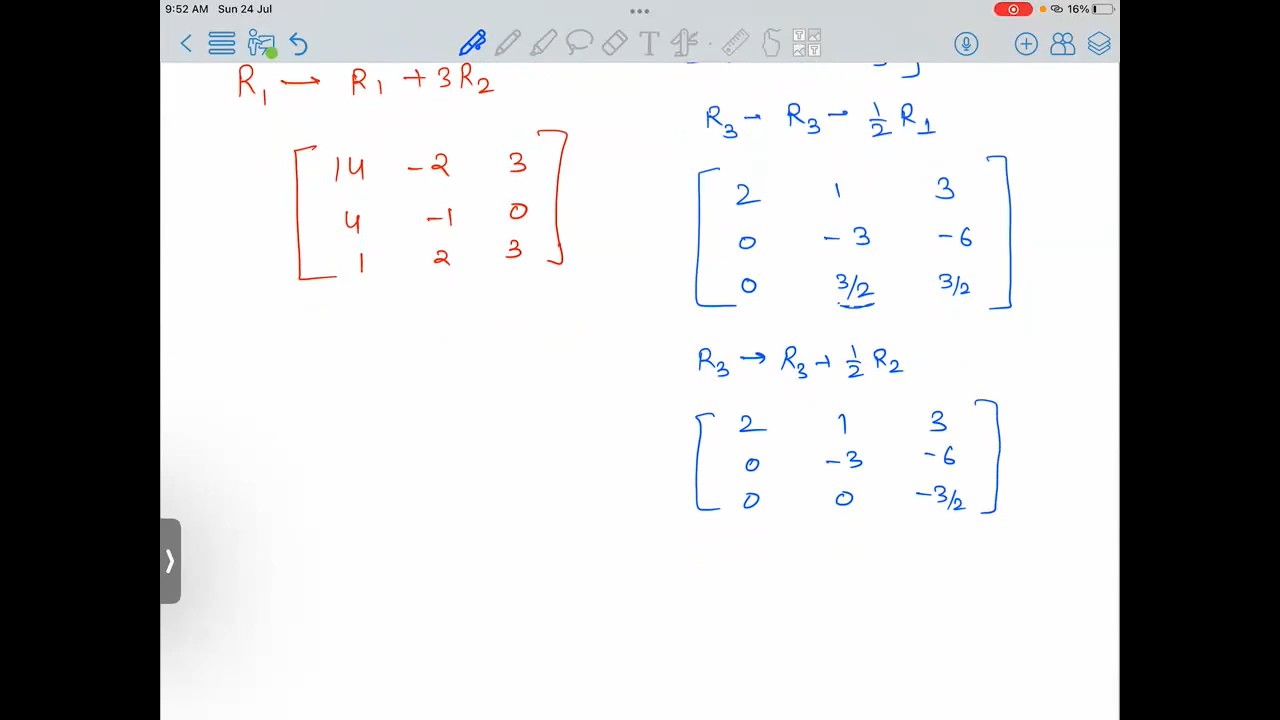 9:52 AM Sun 24 Jul
16%
T
R₁ → R₁ + 3R₂
14 -2 3
4 -1 0
1 2 3
R₃ → R₃ - ½ R₁
2 1 3
0 -3 -6
0 3/2 3/2
R₃ → R₃ + ½ R₂
2 1 3
0 -3 -6
0 0 -3/2